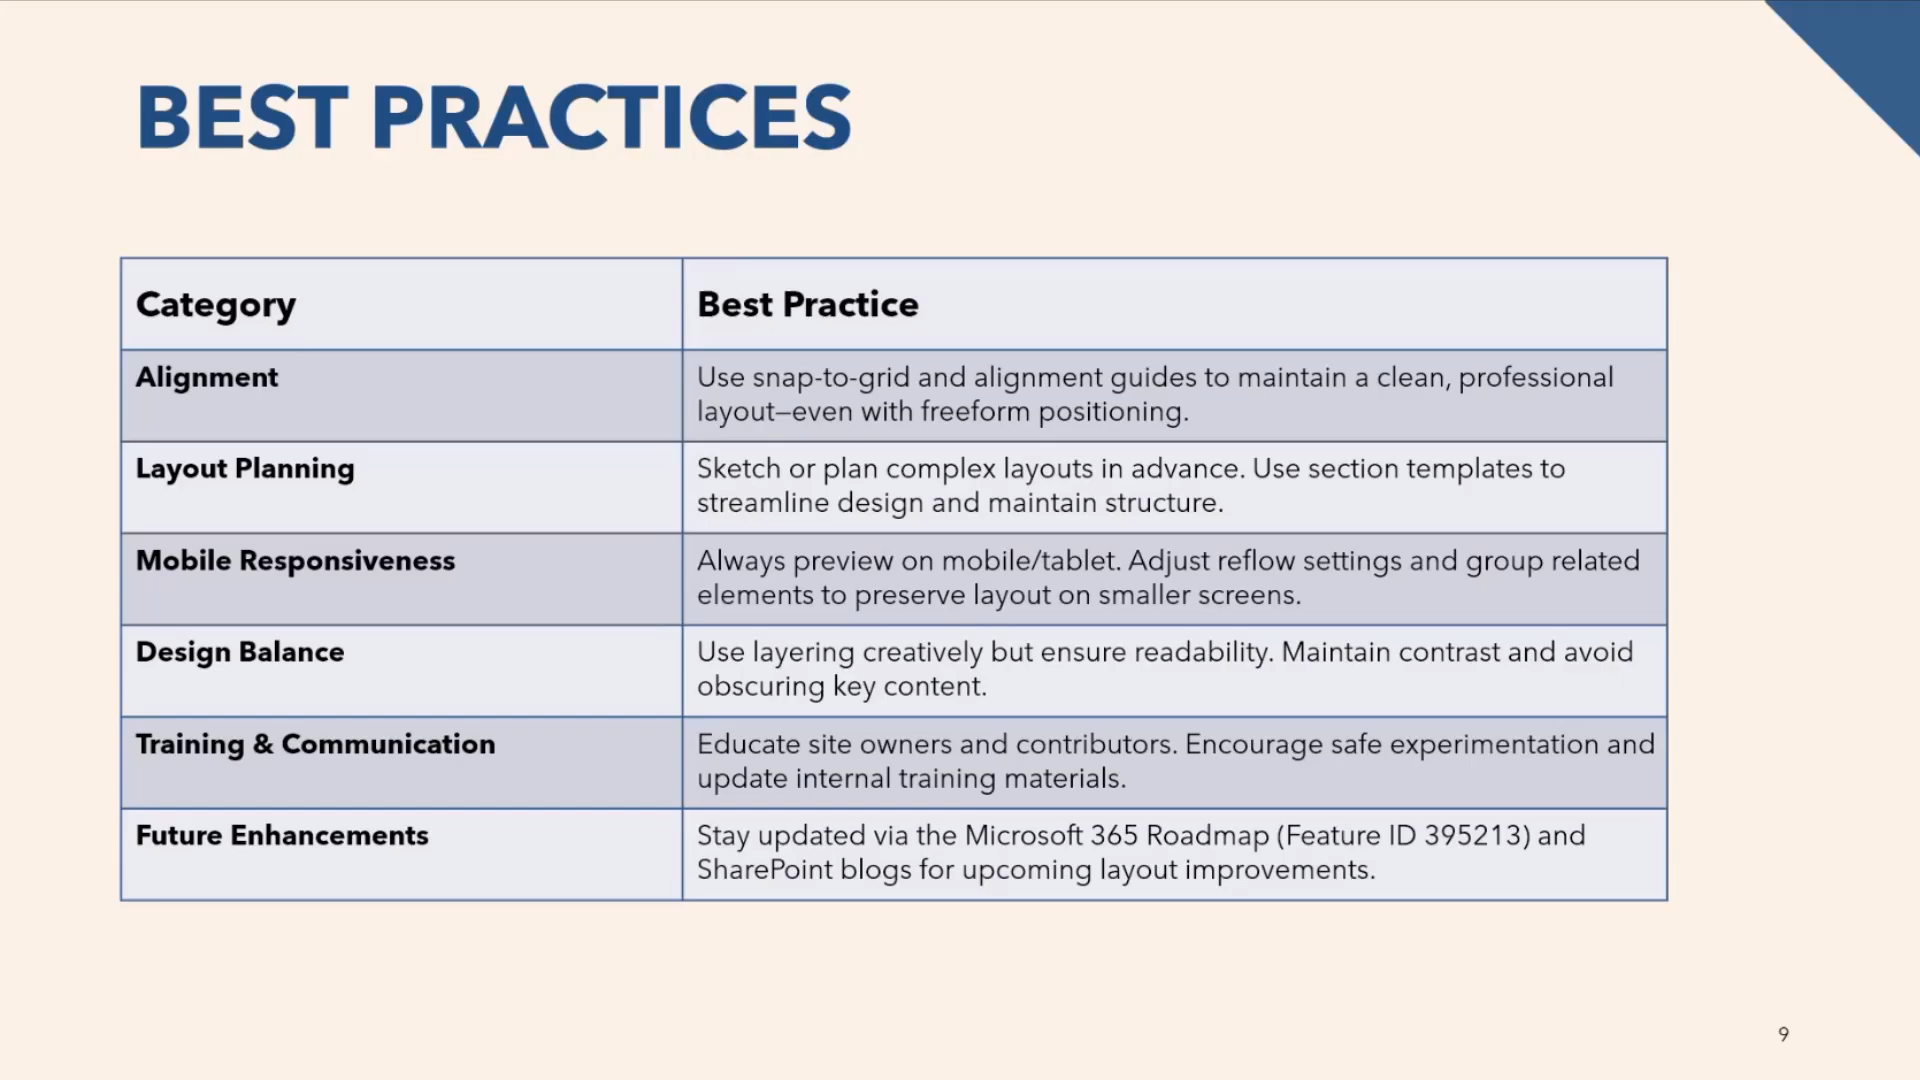 BEST PRACTICES
Category
Best Practice
Alignment
Use snap-to-grid and alignment guides to maintain a clean, professional
layout—even with freeform positioning.
Layout Planning
Sketch or plan complex layouts in advance. Use section templates to
streamline design and maintain structure.
Mobile Responsiveness
Always preview on mobile/tablet. Adjust reflow settings and group related
elements to preserve layout on smaller screens.
Design Balance
Use layering creatively but ensure readability. Maintain contrast and avoid
obscuring key content.
Training & Communication
Educate site owners and contributors. Encourage safe experimentation and
update internal training materials.
Future Enhancements
Stay updated via the Microsoft 365 Roadmap (Feature ID 395213) and
SharePoint blogs for upcoming layout improvements.
9